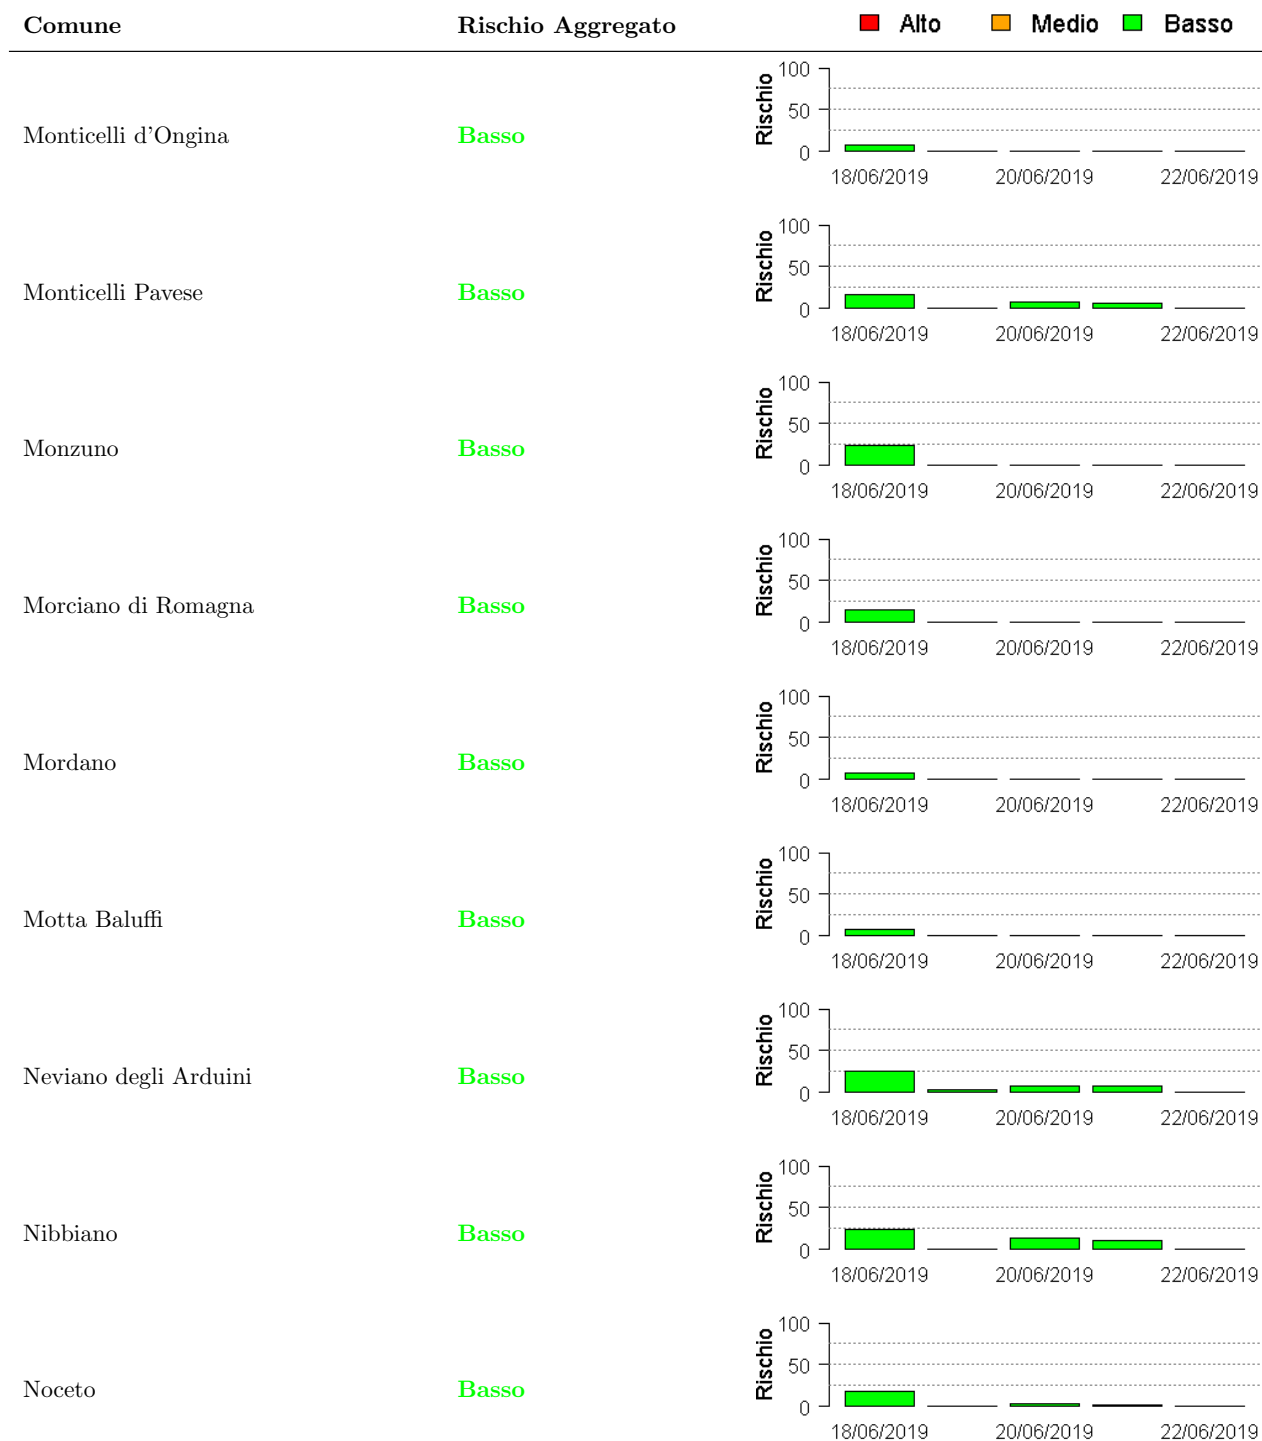 Comune Rischio Aggregato Alto Medio Basso
Monticelli d'Ongina Basso Rischio 100 50 0
18/06/2019 20/06/2019 22/06/2019
Monticelli Pavese Basso Rischio 100 50 0
18/06/2019 20/06/2019 22/06/2019
Monzuno Basso Rischio 100 50 0
18/06/2019 20/06/2019 22/06/2019
Morciano di Romagna Basso Rischio 100 50 0
18/06/2019 20/06/2019 22/06/2019
Mordano Basso Rischio 100 50 0
18/06/2019 20/06/2019 22/06/2019
Motta Baluffi Basso Rischio 100 50 0
18/06/2019 20/06/2019 22/06/2019
Neviano degli Arduini Basso Rischio 100 50 0
18/06/2019 20/06/2019 22/06/2019
Nibbiano Basso Rischio 100 50 0
18/06/2019 20/06/2019 22/06/2019
Noceto Basso Rischio 100 50 0
18/06/2019 20/06/2019 22/06/2019